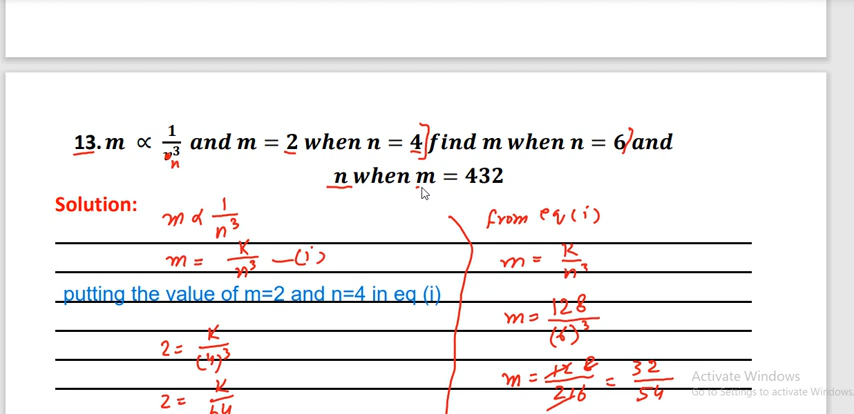 13. m ∝ 1/n³ and m = 2 when n = 4 find m when n = 6 and
n when m = 432
Solution:
m ∝ 1/n³
m = K/n³ —(i)
putting the value of m=2 and n=4 in eq (i)
2 = K/(4)³
2 = K/64
from eq(i)
m = K/n³
m = 128/(6)³
m = 128/216 = 32/54
Activate Windows
Go to Settings to activate Windows.